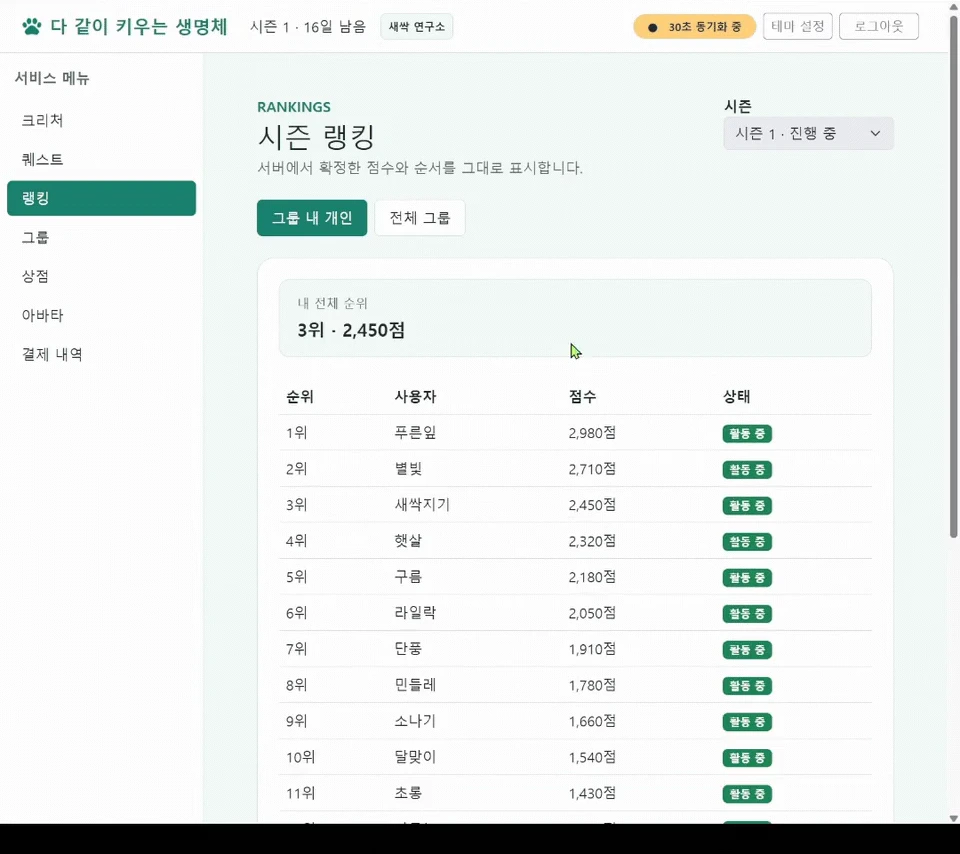 다 같이 키우는 생명체 시즌 1 · 16일 남음 새싹 연구소 30초 동기화 중 테마 설정 로그아웃
서비스 메뉴
크리처
퀘스트
랭킹
그룹
상점
아바타
결제 내역
RANKINGS
시즌 랭킹
서버에서 확정한 점수와 순서를 그대로 표시합니다.
시즌
시즌 1 · 진행 중
그룹 내 개인 전체 그룹
내 전체 순위
3위 · 2,450점
순위 사용자 점수 상태
1위 푸른잎 2,980점 활동 중
2위 별빛 2,710점 활동 중
3위 새싹지기 2,450점 활동 중
4위 햇살 2,320점 활동 중
5위 구름 2,180점 활동 중
6위 라일락 2,050점 활동 중
7위 단풍 1,910점 활동 중
8위 민들레 1,780점 활동 중
9위 소나기 1,660점 활동 중
10위 달맞이 1,540점 활동 중
11위 초롱 1,430점 활동 중